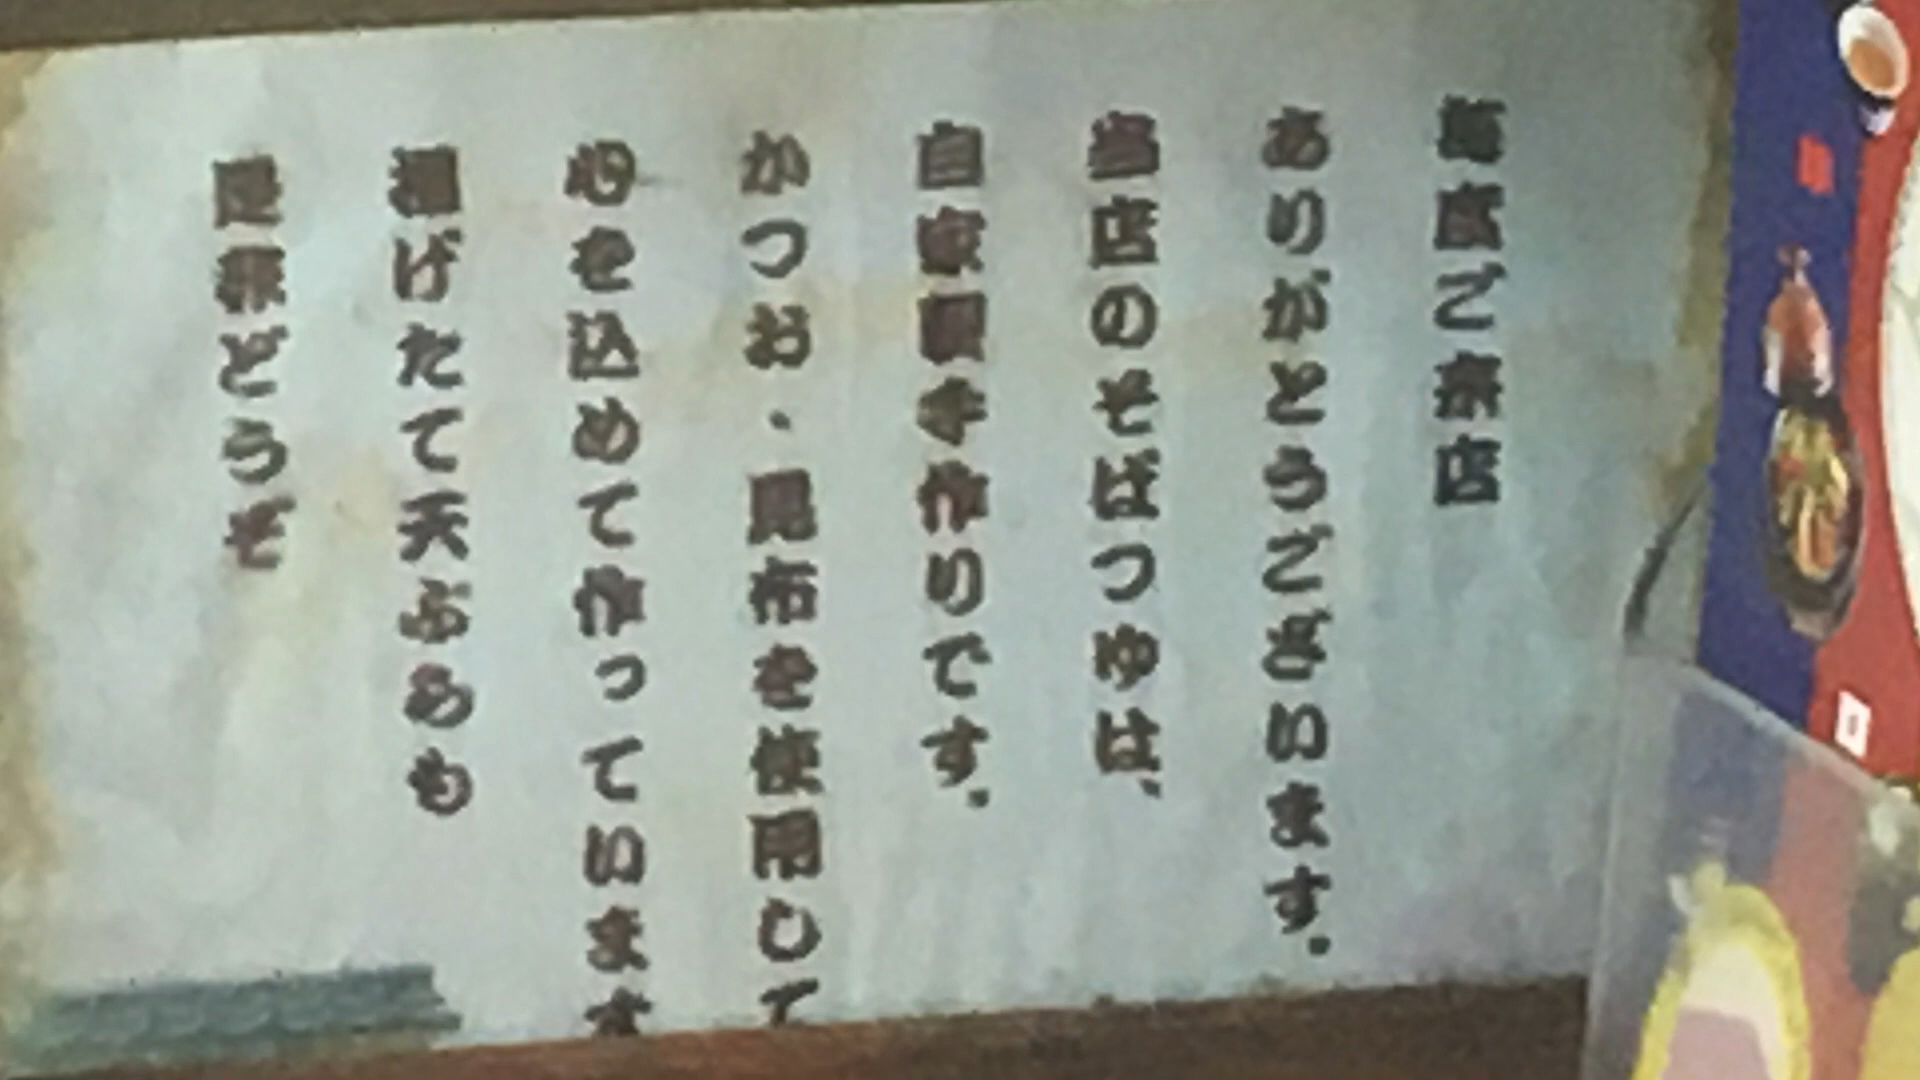 毎度ご来店
ありがとうございます。
当店のそばつゆは、
自家製手作りです。
かつお・昆布を使用して
心を込めて作っています
揚げたて天ぷらも
是非どうぞ